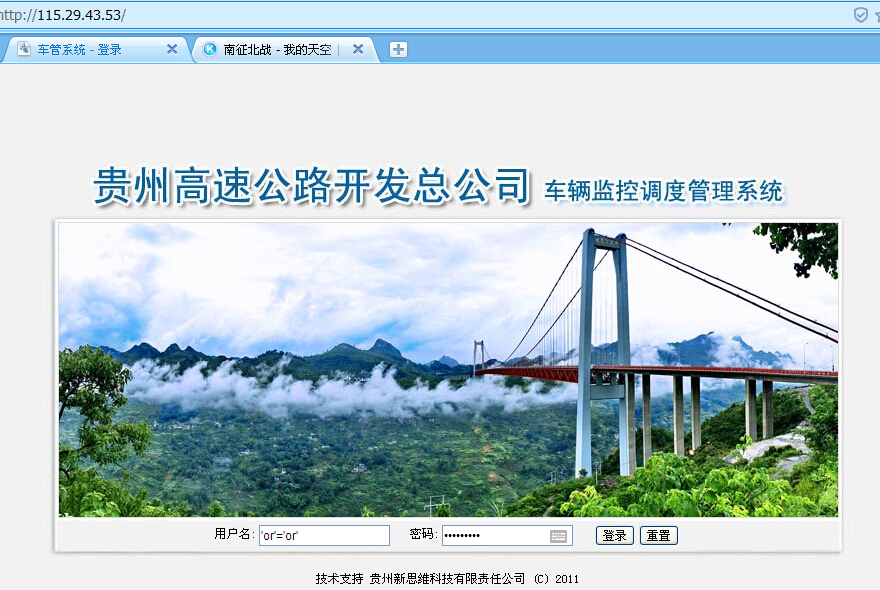 http://115.29.43.53/
车管系统 - 登录
南征北战 - 我的天空
贵州高速公路开发总公司 车辆监控调度管理系统
用户名: 'or'='or' 密码: ••••••••• 登录 重置
技术支持 贵州新思维科技有限责任公司 (C) 2011